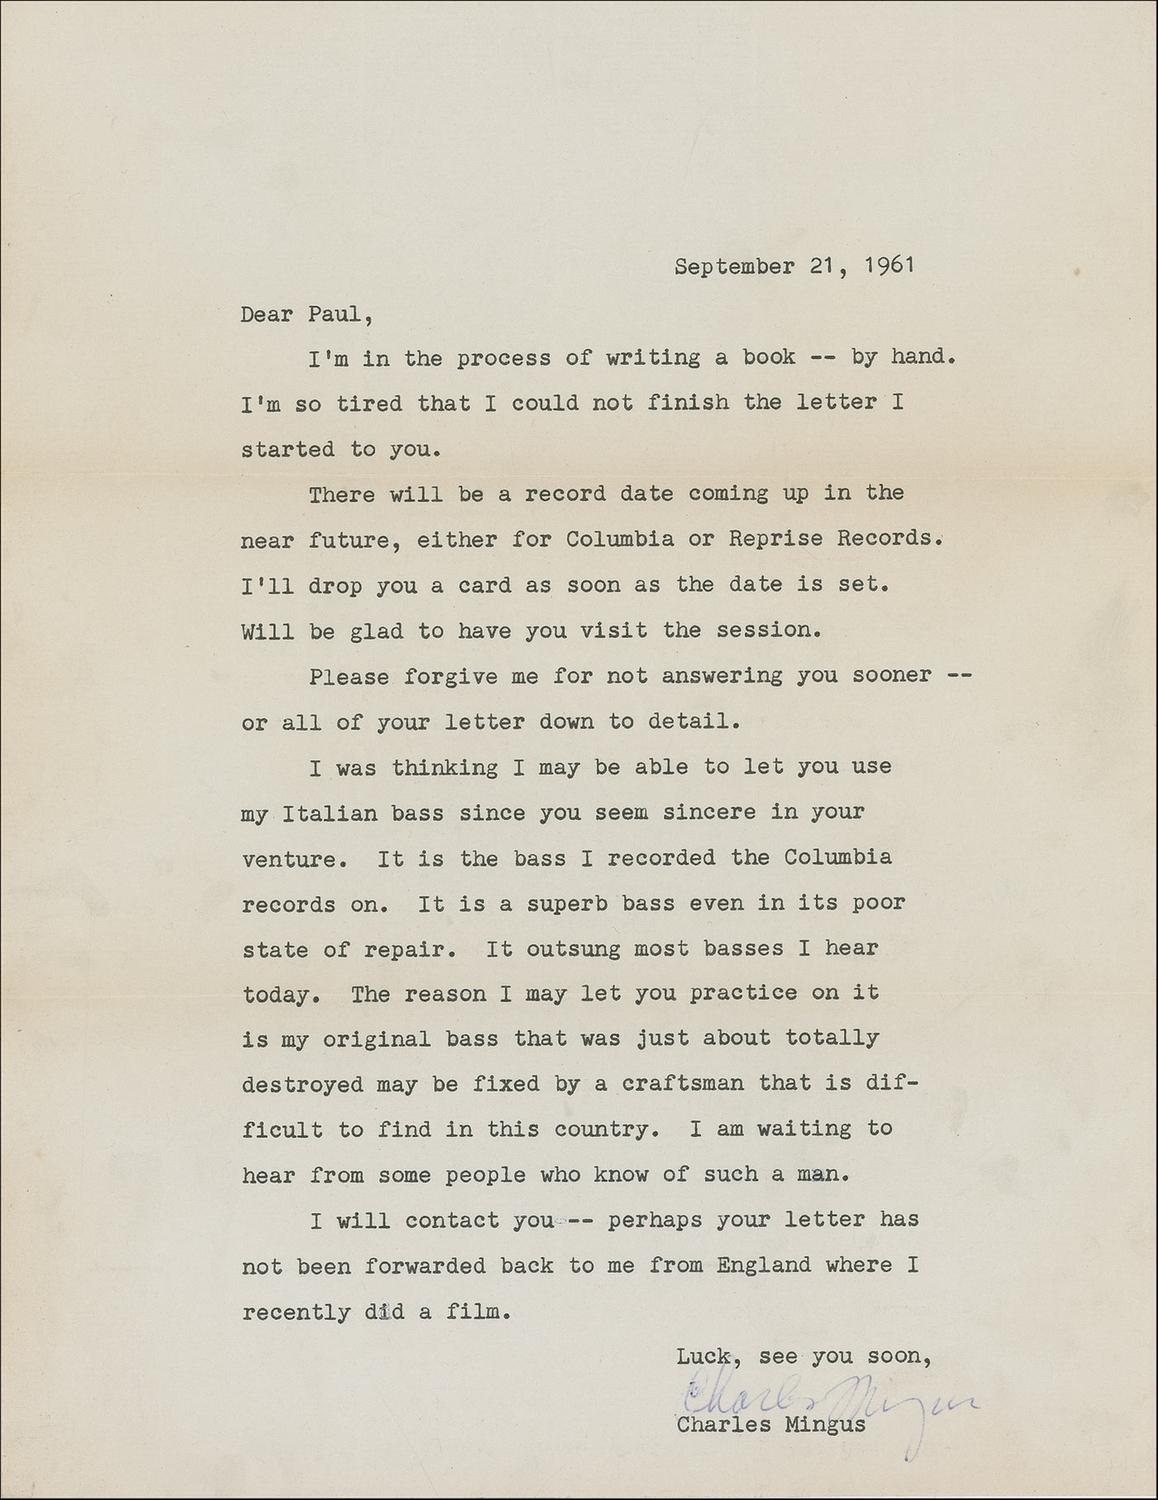 September 21, 1961
Dear Paul,
I'm in the process of writing a book -- by hand.
I'm so tired that I could not finish the letter I
started to you.
There will be a record date coming up in the
near future, either for Columbia or Reprise Records.
I'll drop you a card as soon as the date is set.
Will be glad to have you visit the session.
Please forgive me for not answering you sooner --
or all of your letter down to detail.
I was thinking I may be able to let you use
my Italian bass since you seem sincere in your
venture.  It is the bass I recorded the Columbia
records on.  It is a superb bass even in its poor
state of repair.  It outsung most basses I hear
today.  The reason I may let you practice on it
is my original bass that was just about totally
destroyed may be fixed by a craftsman that is dif-
ficult to find in this country.  I am waiting to
hear from some people who know of such a man.
I will contact you -- perhaps your letter has
not been forwarded back to me from England where I
recently did a film.
Luck, see you soon,
Charles Mingus
Charles Mingus